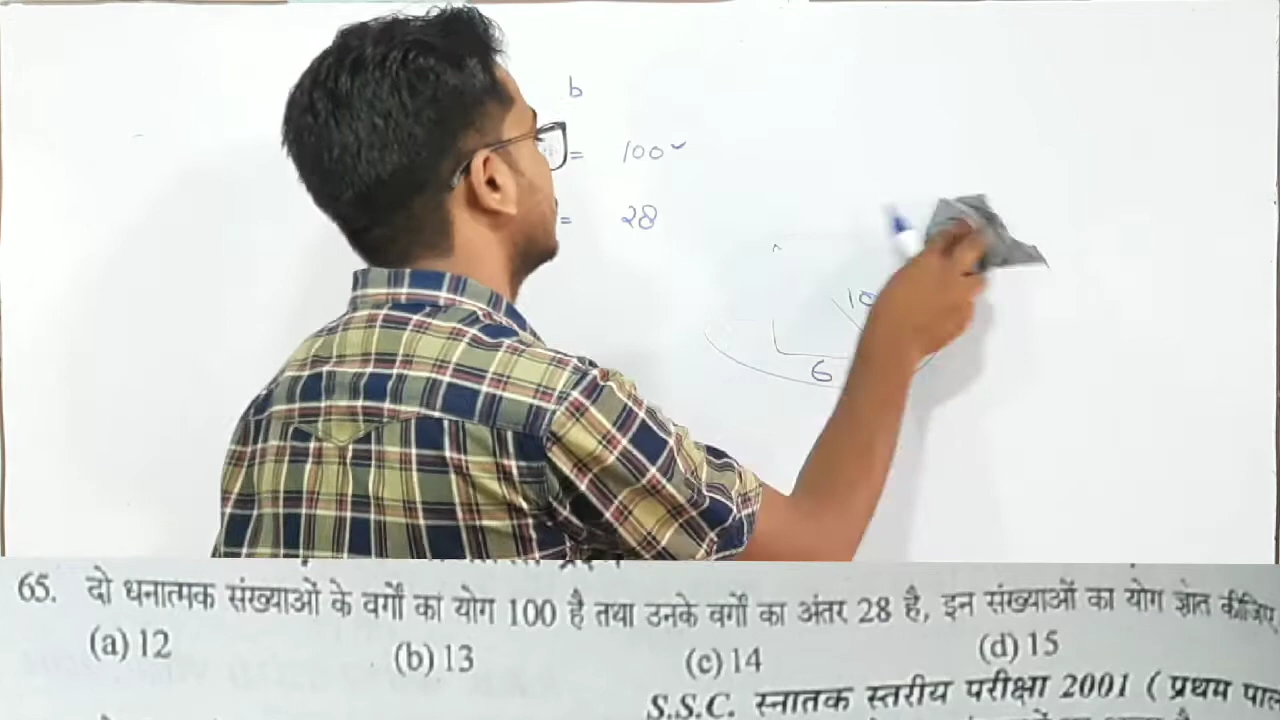 b
= 100
= 28
10
6
65. दो धनात्मक संख्याओं के वर्गों का योग 100 है तथा उनके वर्गों का अंतर 28 है, इन संख्याओं का योग ज्ञात कीजिए
(a) 12 (b) 13 (c) 14 (d) 15
S.S.C. स्नातक स्तरीय परीक्षा 2001 ( प्रथम